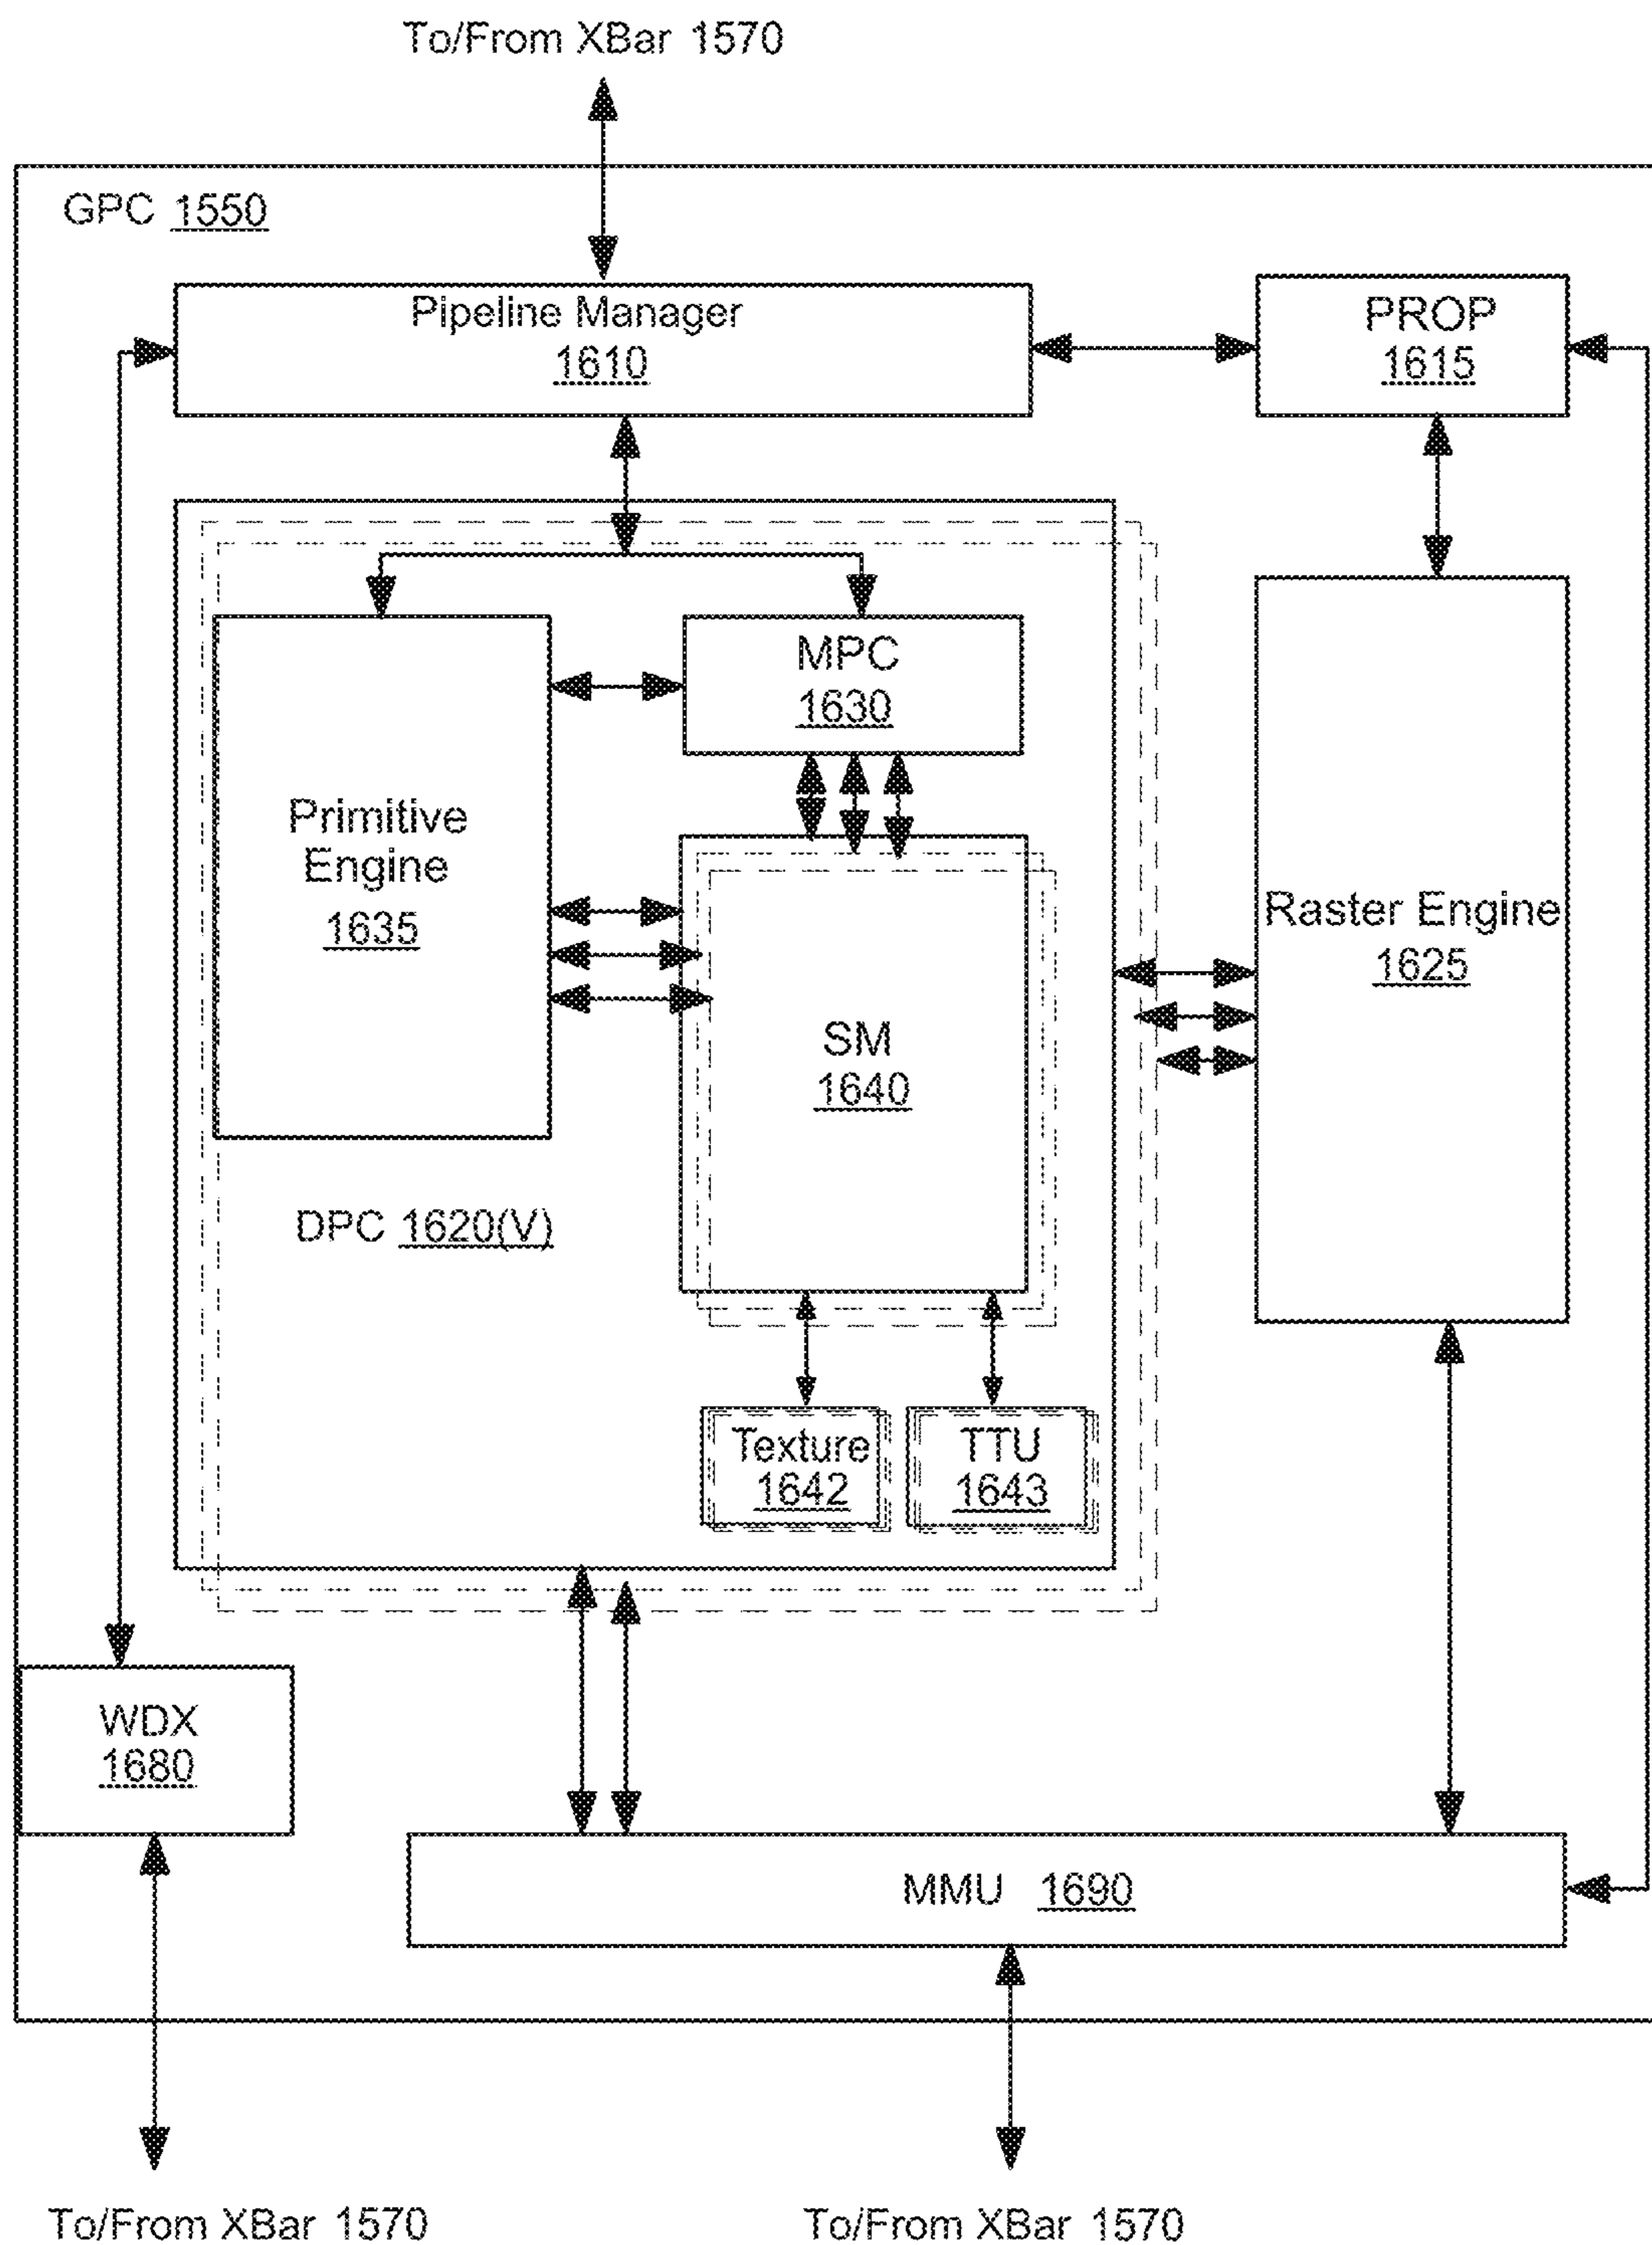 To/From XBar 1570
GPC 1550
Pipeline Manager
1610
PROP
1615
MPC
1630
Primitive
Engine
1635
Raster Engine
1625
SM
1640
DPC 1620(V)
Texture
1642
TTU
1643
WDX
1680
MMU 1690
To/From XBar 1570
To/From XBar 1570